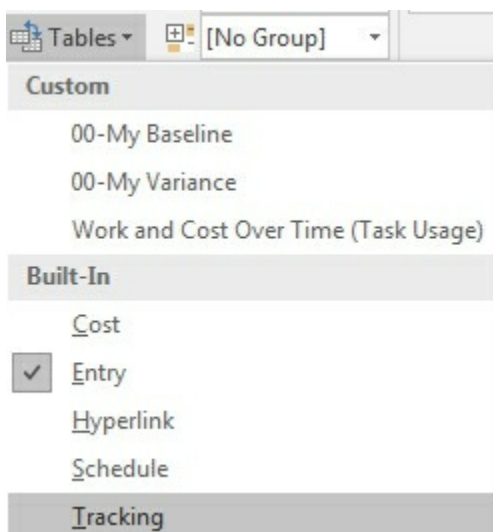 Tables [No Group]
Custom
00-My Baseline
00-My Variance
Work and Cost Over Time (Task Usage)
Built-In
Cost
Entry
Hyperlink
Schedule
Tracking